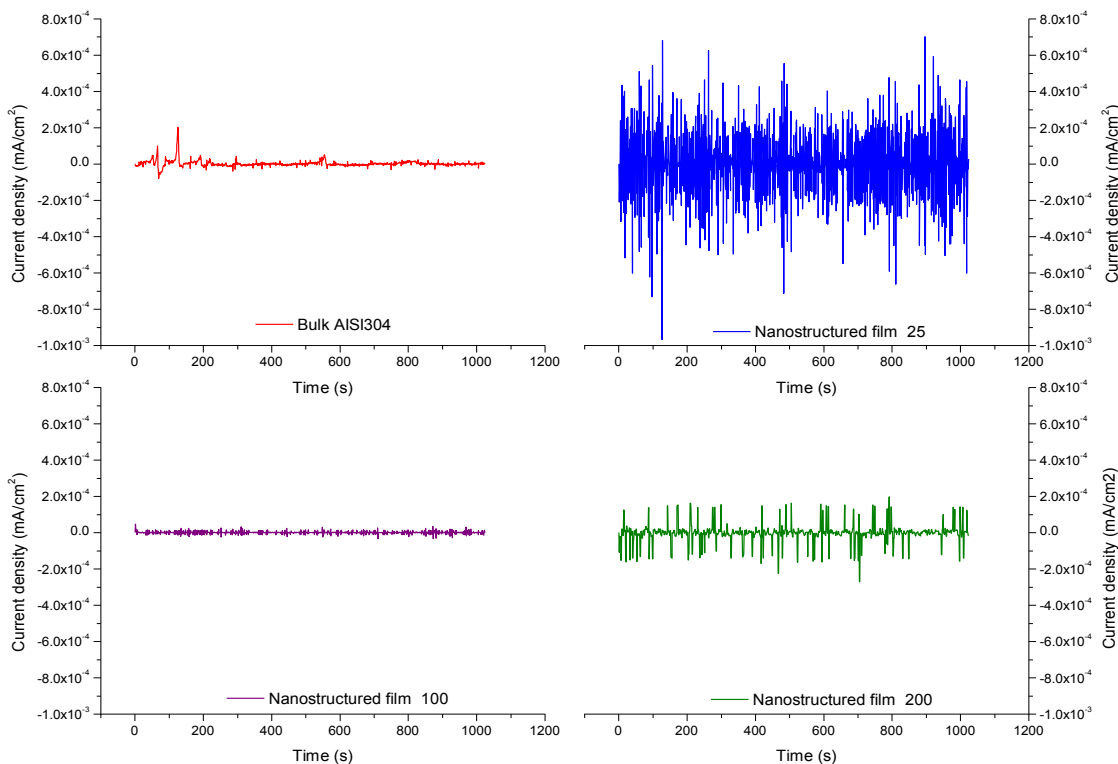 8.0x10⁻⁴
6.0x10⁻⁴
4.0x10⁻⁴
2.0x10⁻⁴
0.0
-2.0x10⁻⁴
-4.0x10⁻⁴
-6.0x10⁻⁴
-8.0x10⁻⁴
-1.0x10⁻³
Current density (mA/cm²)
Bulk AISI304
0 200 400 600 800 1000 1200
Time (s)
8.0x10⁻⁴
6.0x10⁻⁴
4.0x10⁻⁴
2.0x10⁻⁴
0.0
-2.0x10⁻⁴
-4.0x10⁻⁴
-6.0x10⁻⁴
-8.0x10⁻⁴
-1.0x10⁻³
Current density (mA/cm²)
Nanostructured film 25
0 200 400 600 800 1000 1200
Time (s)
8.0x10⁻⁴
6.0x10⁻⁴
4.0x10⁻⁴
2.0x10⁻⁴
0.0
-2.0x10⁻⁴
-4.0x10⁻⁴
-6.0x10⁻⁴
-8.0x10⁻⁴
-1.0x10⁻³
Current density (mA/cm²)
Nanostructured film 100
0 200 400 600 800 1000 1200
Time (s)
8.0x10⁻⁴
6.0x10⁻⁴
4.0x10⁻⁴
2.0x10⁻⁴
0.0
-2.0x10⁻⁴
-4.0x10⁻⁴
-6.0x10⁻⁴
-8.0x10⁻⁴
-1.0x10⁻³
Current density (mA/cm2)
Nanostructured film 200
0 200 400 600 800 1000 1200
Time (s)